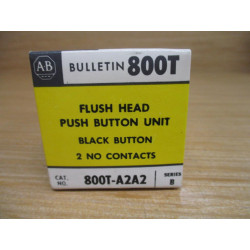 AB
BULLETIN 800T
FLUSH HEAD
PUSH BUTTON UNIT
BLACK BUTTON
2 NO CONTACTS
CAT. NO. 800T-A2A2 SERIES B